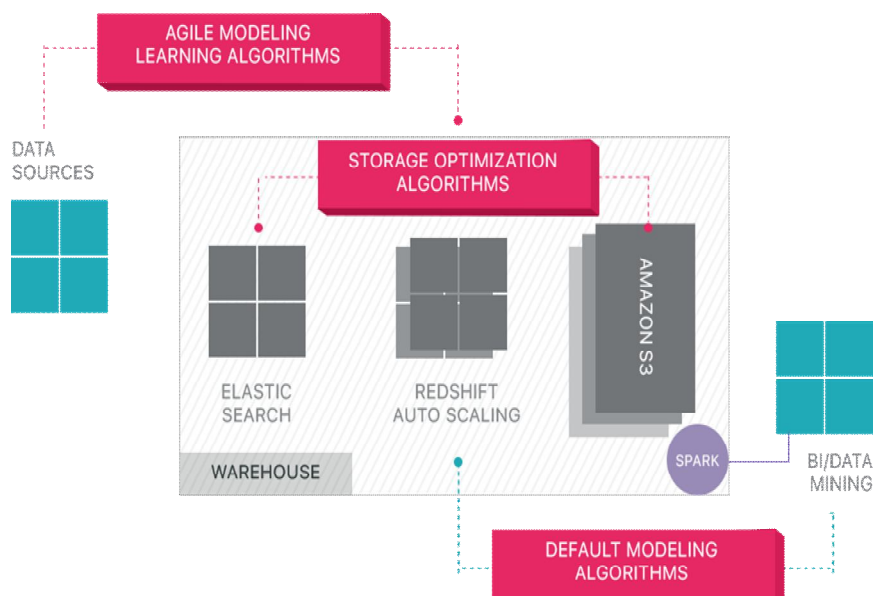 AGILE MODELING
LEARNING ALGORITHMS
DATA
SOURCES
STORAGE OPTIMIZATION
ALGORITHMS
AMAZON S3
ELASTIC
SEARCH
REDSHIFT
AUTO SCALING
WAREHOUSE
SPARK
BI/DATA
MINING
DEFAULT MODELING
ALGORITHMS